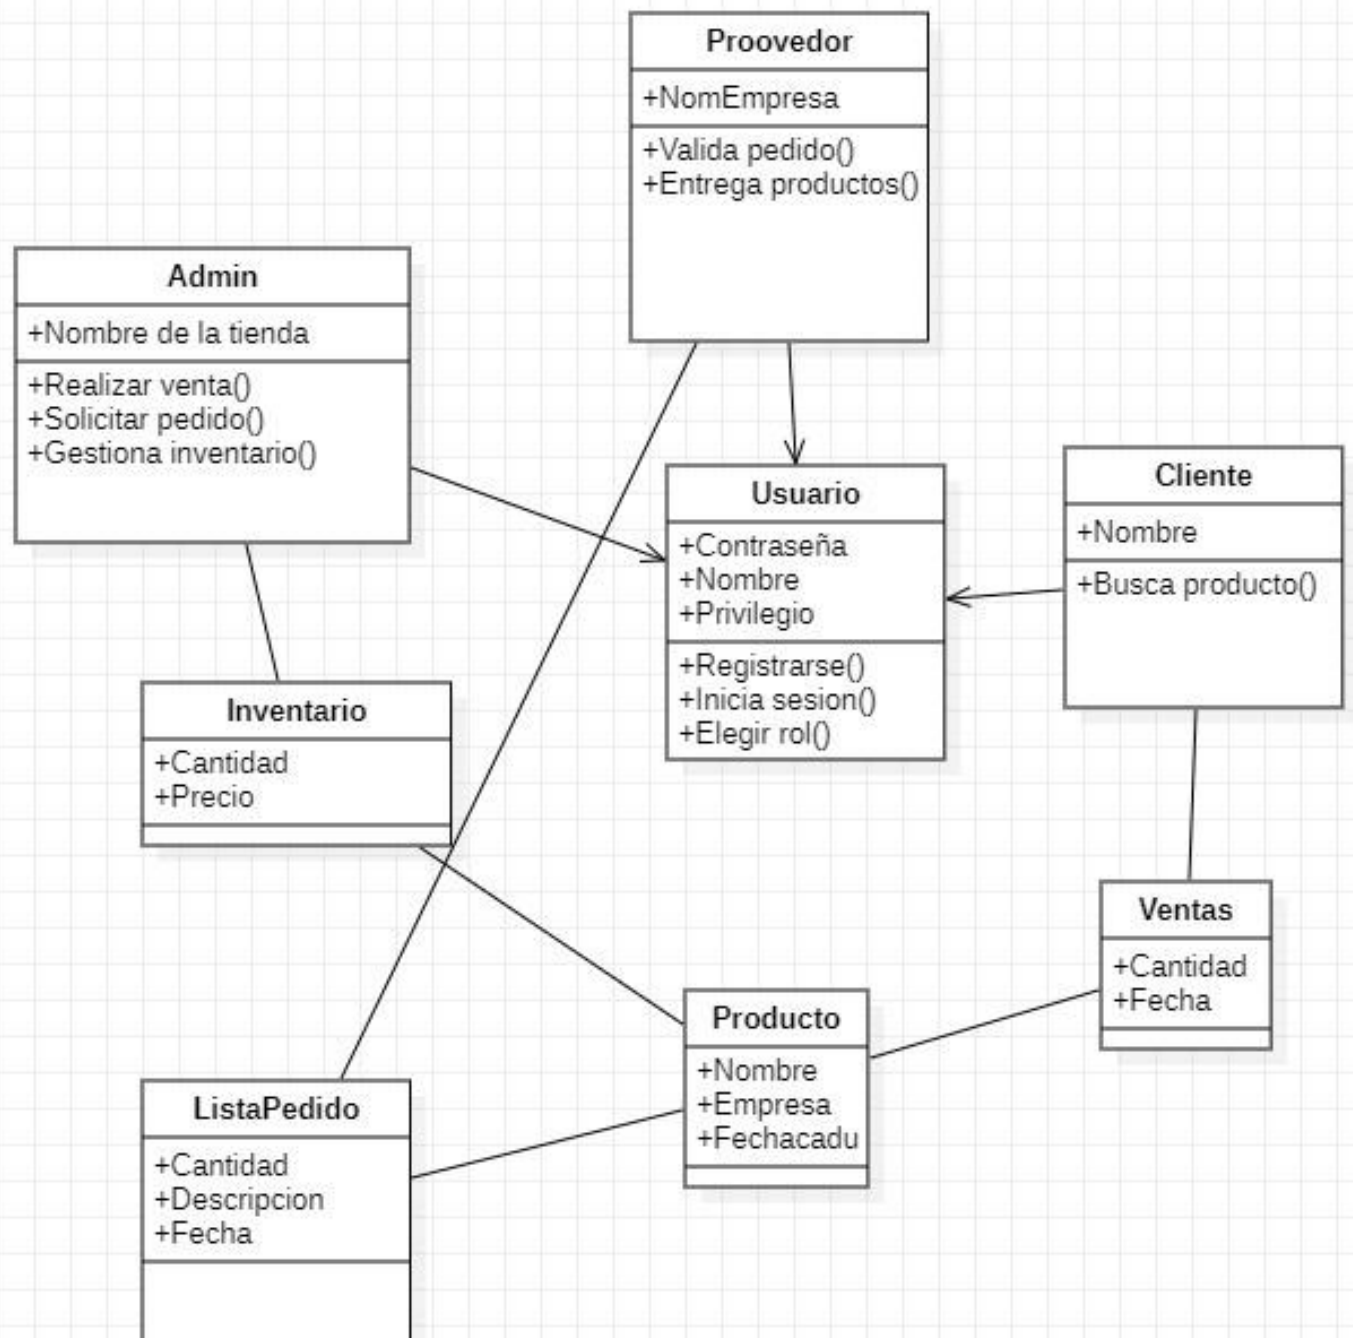 Proovedor
+NomEmpresa
+Valida pedido()
+Entrega productos()
Admin
+Nombre de la tienda
+Realizar venta()
+Solicitar pedido()
+Gestiona inventario()
Usuario
+Contraseña
+Nombre
+Privilegio
+Registrarse()
+Inicia sesion()
+Elegir rol()
Cliente
+Nombre
+Busca producto()
Inventario
+Cantidad
+Precio
Ventas
+Cantidad
+Fecha
Producto
+Nombre
+Empresa
+Fechacadu
ListaPedido
+Cantidad
+Descripcion
+Fecha